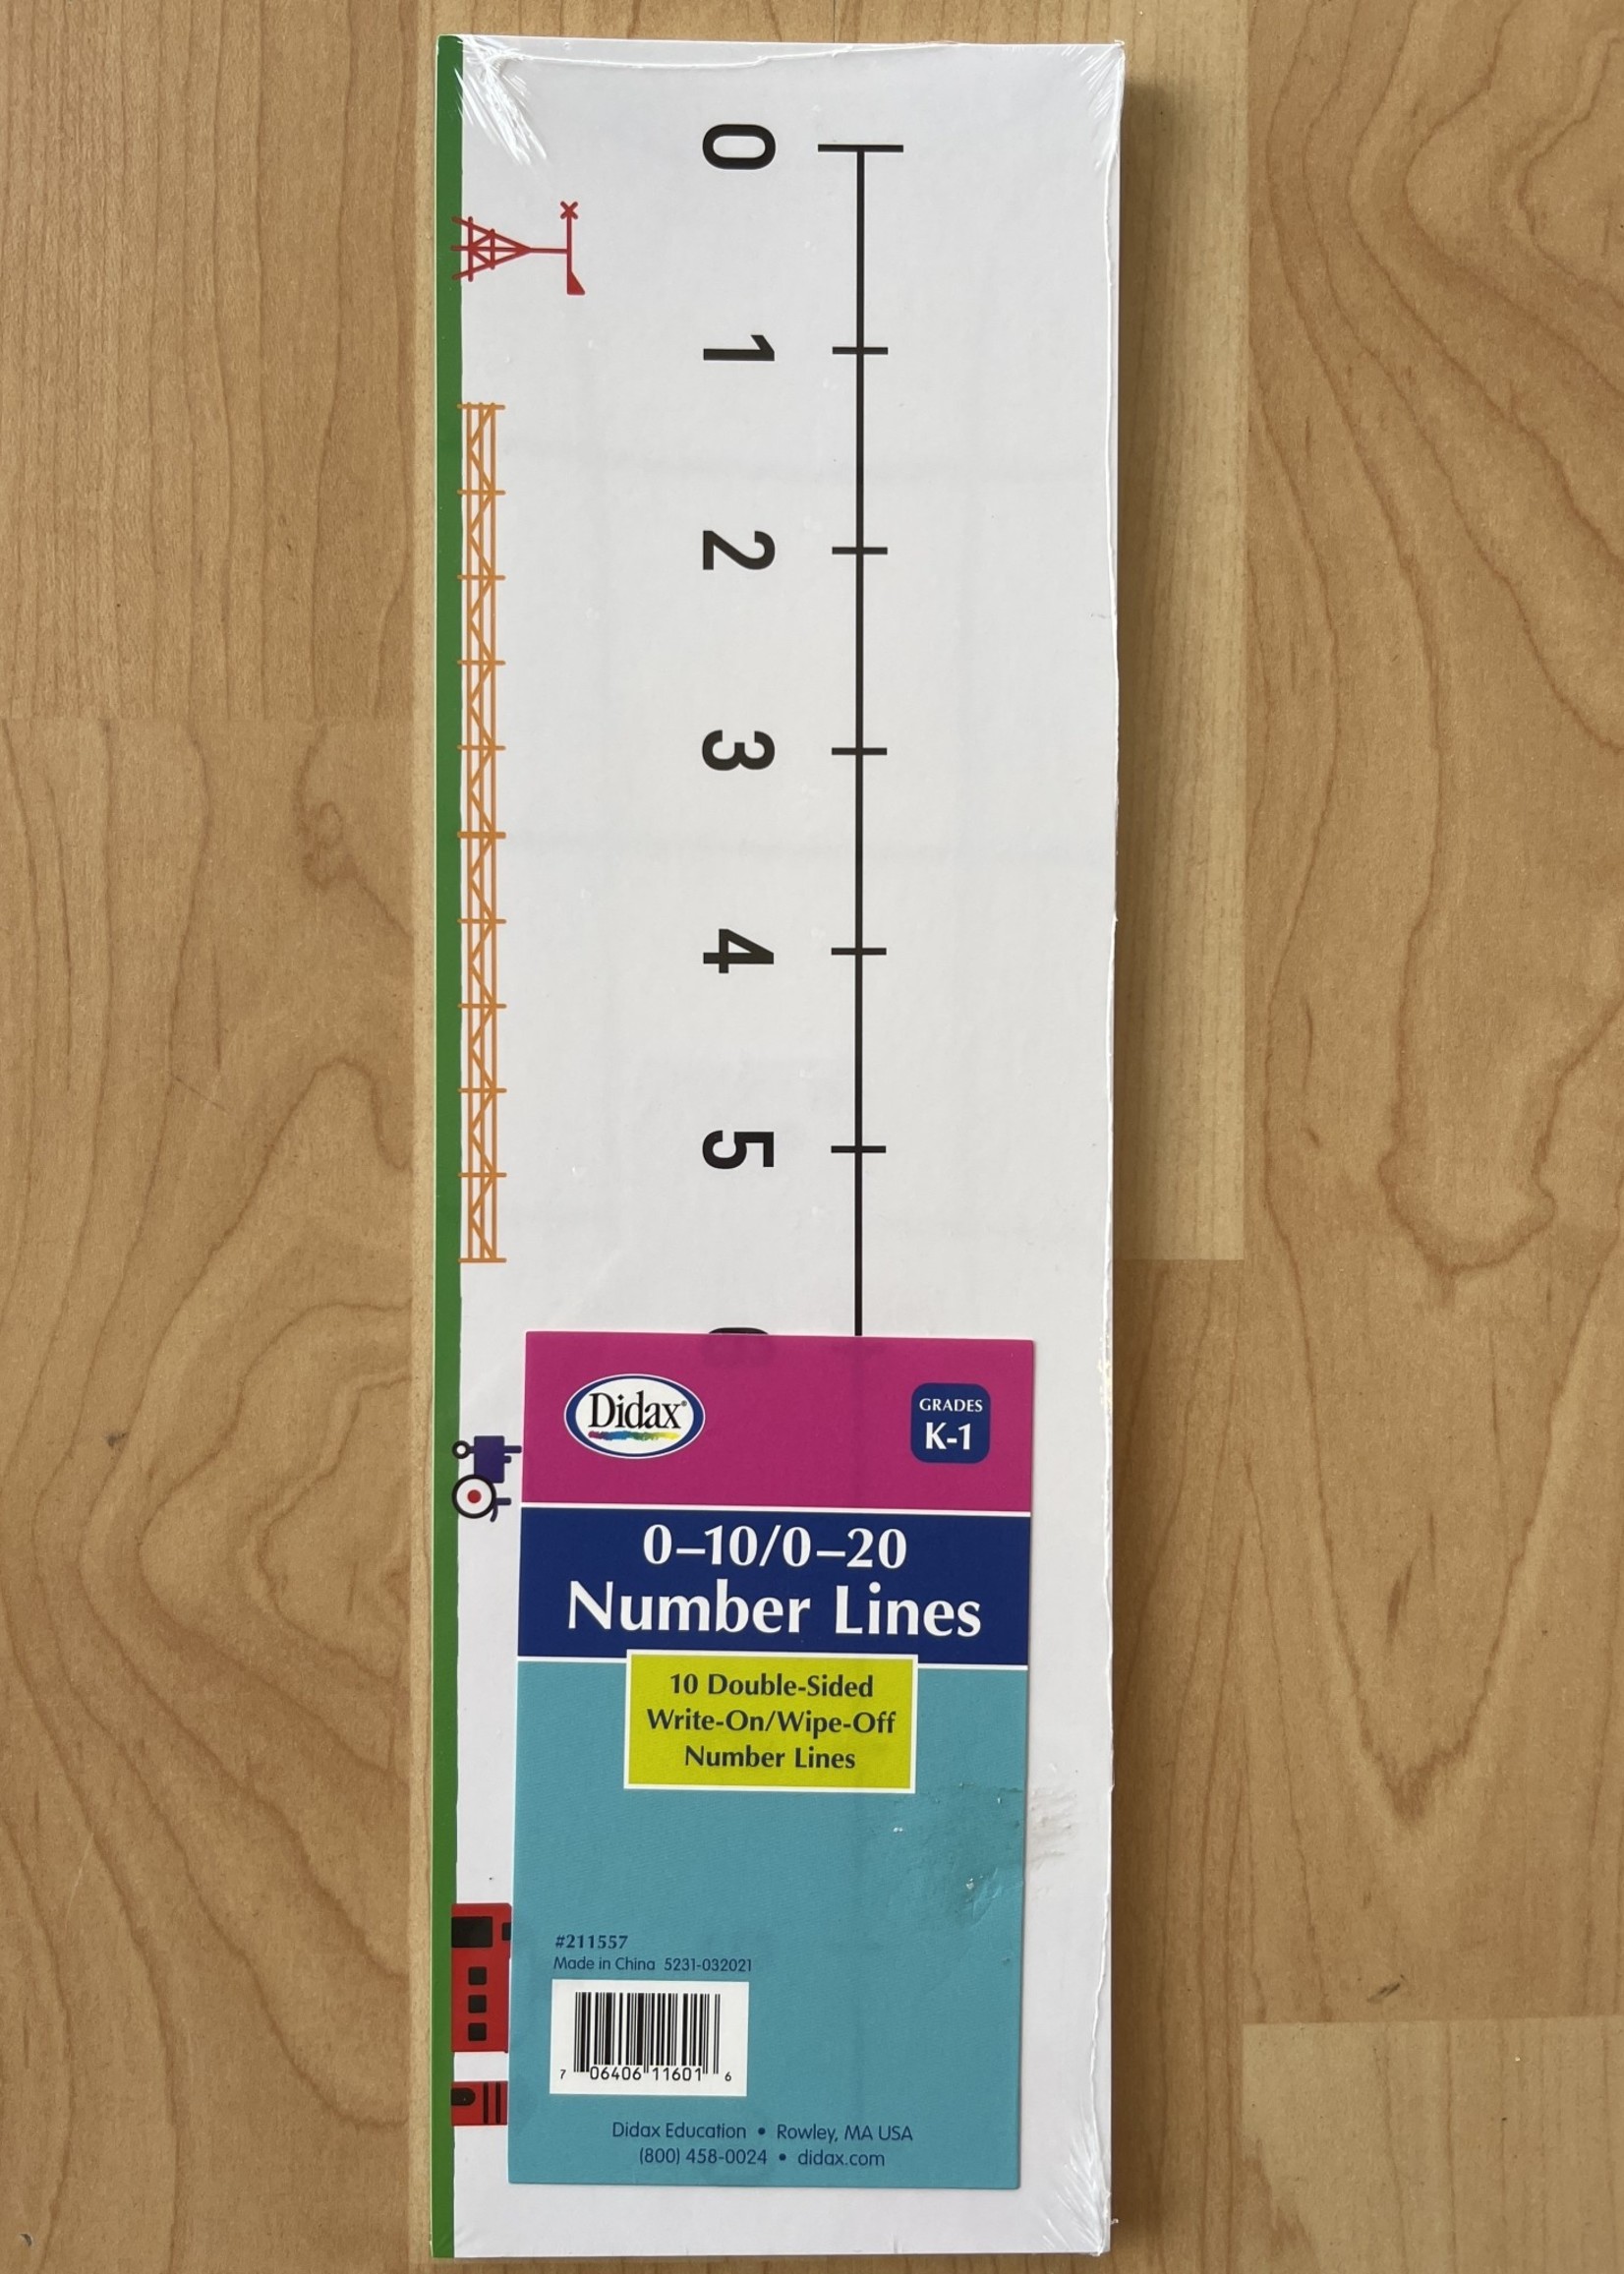 0
1
2
3
4
5
6
Didax®
GRADES
K-1
0–10/0–20
Number Lines
10 Double-Sided
Write-On/Wipe-Off
Number Lines
#211557
Made in China 5231-032021
7 06406 11601 6
Didax Education • Rowley, MA USA
(800) 458-0024 • didax.com